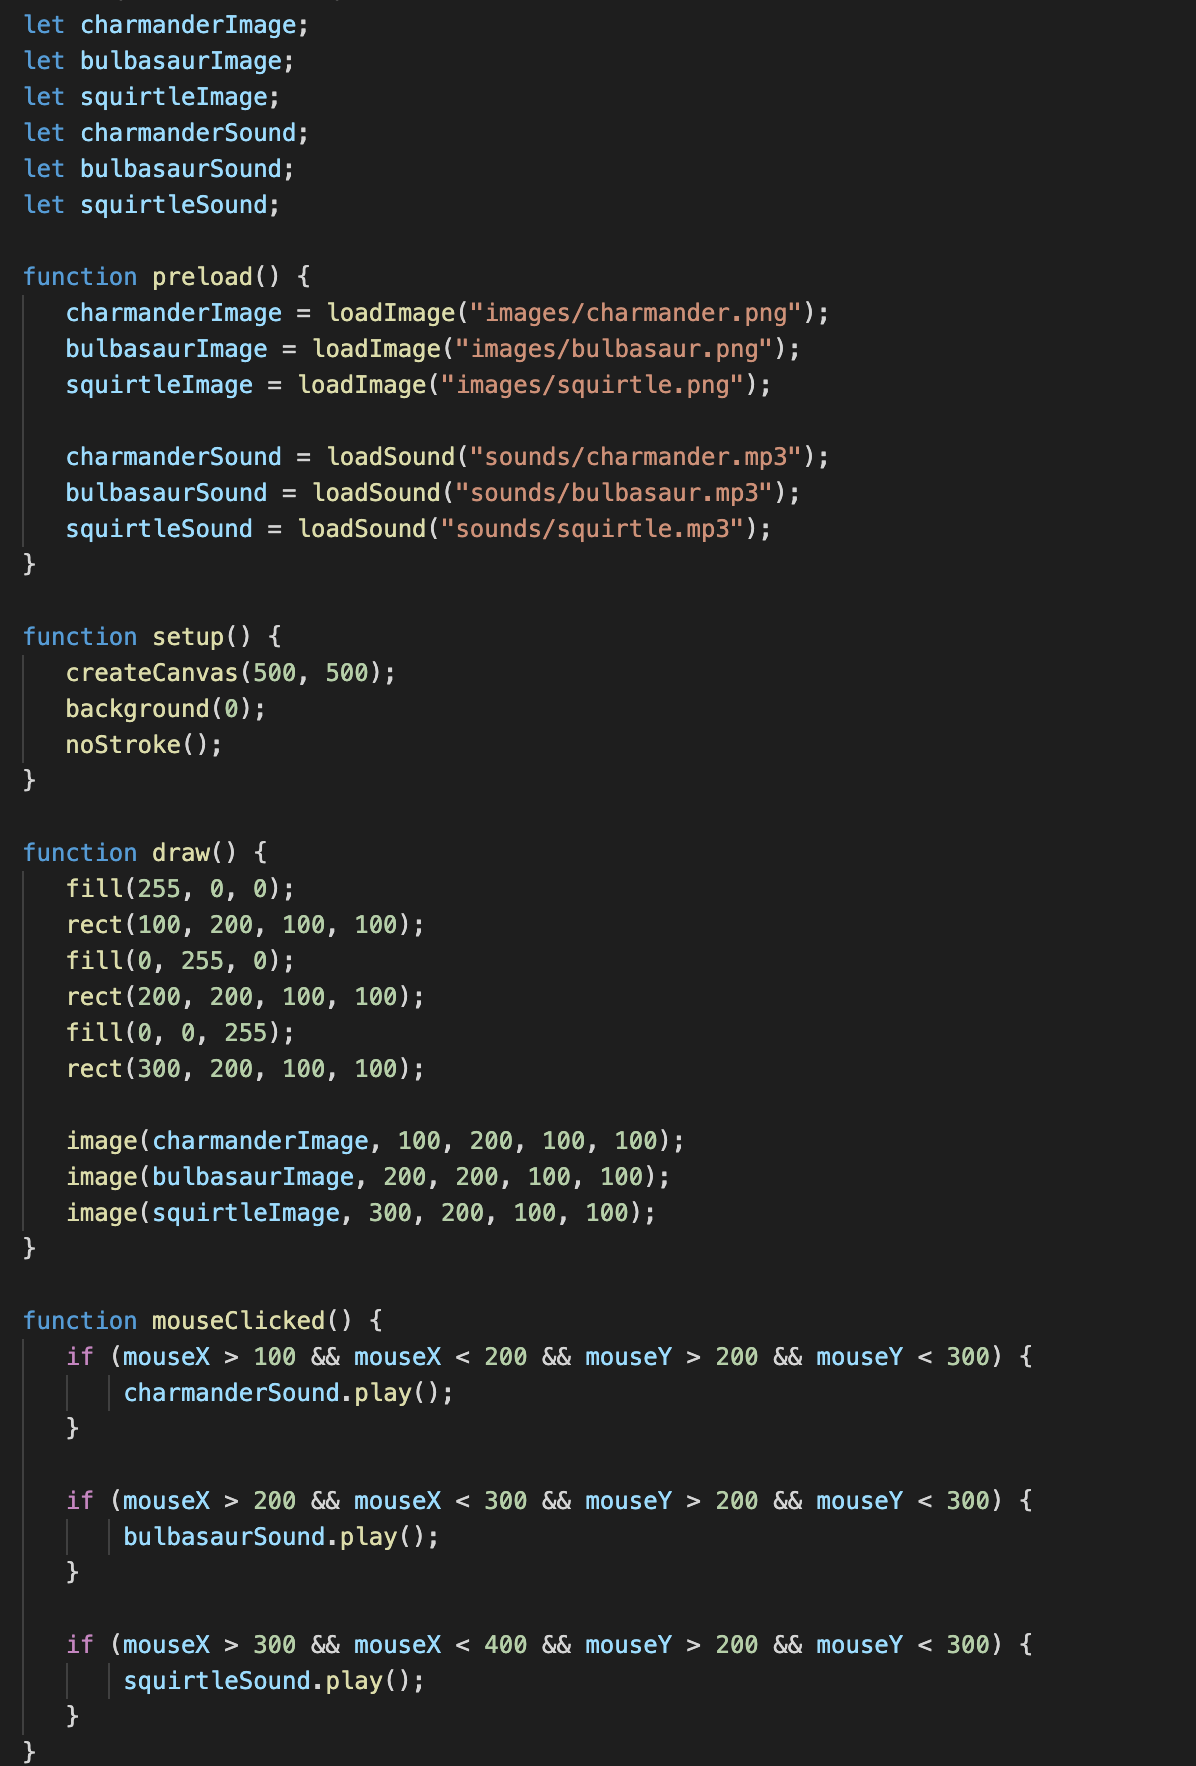 let charmanderImage;
let bulbasaurImage;
let squirtleImage;
let charmanderSound;
let bulbasaurSound;
let squirtleSound;

function preload() {
   charmanderImage = loadImage("images/charmander.png");
   bulbasaurImage = loadImage("images/bulbasaur.png");
   squirtleImage = loadImage("images/squirtle.png");

   charmanderSound = loadSound("sounds/charmander.mp3");
   bulbasaurSound = loadSound("sounds/bulbasaur.mp3");
   squirtleSound = loadSound("sounds/squirtle.mp3");
}

function setup() {
   createCanvas(500, 500);
   background(0);
   noStroke();
}

function draw() {
   fill(255, 0, 0);
   rect(100, 200, 100, 100);
   fill(0, 255, 0);
   rect(200, 200, 100, 100);
   fill(0, 0, 255);
   rect(300, 200, 100, 100);

   image(charmanderImage, 100, 200, 100, 100);
   image(bulbasaurImage, 200, 200, 100, 100);
   image(squirtleImage, 300, 200, 100, 100);
}

function mouseClicked() {
   if (mouseX > 100 && mouseX < 200 && mouseY > 200 && mouseY < 300) {
       charmanderSound.play();
   }

   if (mouseX > 200 && mouseX < 300 && mouseY > 200 && mouseY < 300) {
       bulbasaurSound.play();
   }

   if (mouseX > 300 && mouseX < 400 && mouseY > 200 && mouseY < 300) {
       squirtleSound.play();
   }
}